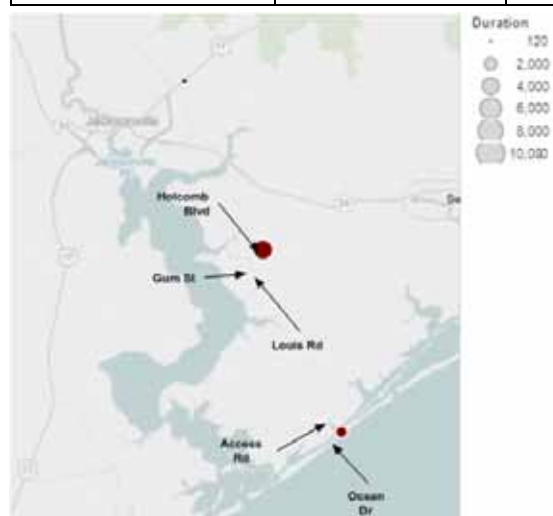 Duration
120
2,000
4,000
6,000
8,000
10,080
Jacksonville
Holcomb
Blvd
Gum St
Louis Rd
Access
Rd
Ocean
Dr